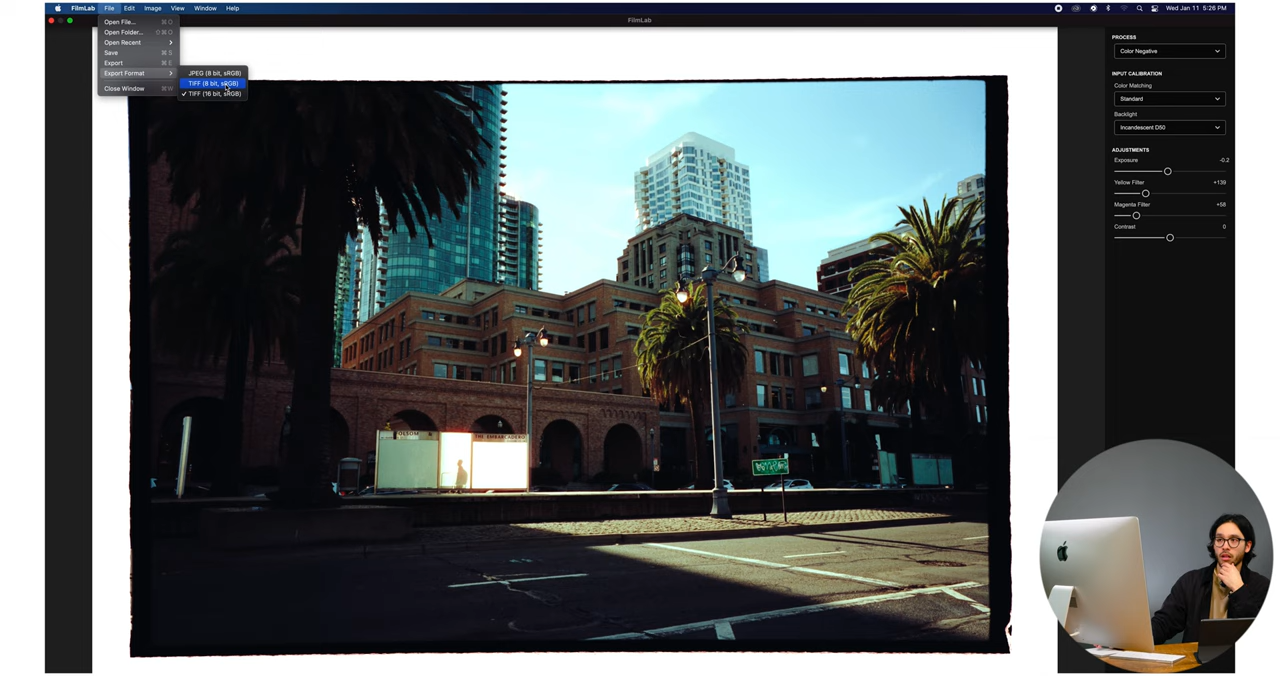 FilmLab File Edit Image View Window Help
Wed Jan 11 5:26 PM
FilmLab
Open File... ⌘O
Open Folder... ⇧⌘O
Open Recent
Save ⌘S
Export ⌘E
Export Format
Close Window ⌘W
JPEG (8 bit, sRGB)
TIFF (8 bit, sRGB)
✓ TIFF (16 bit, sRGB)
PROCESS
Color Negative
INPUT CALIBRATION
Color Matching
Standard
Backlight
Incandescent D50
ADJUSTMENTS
Exposure -0.2
Yellow Filter +139
Magenta Filter +58
Contrast 0
FOLSOM
THE EMBARCADERO